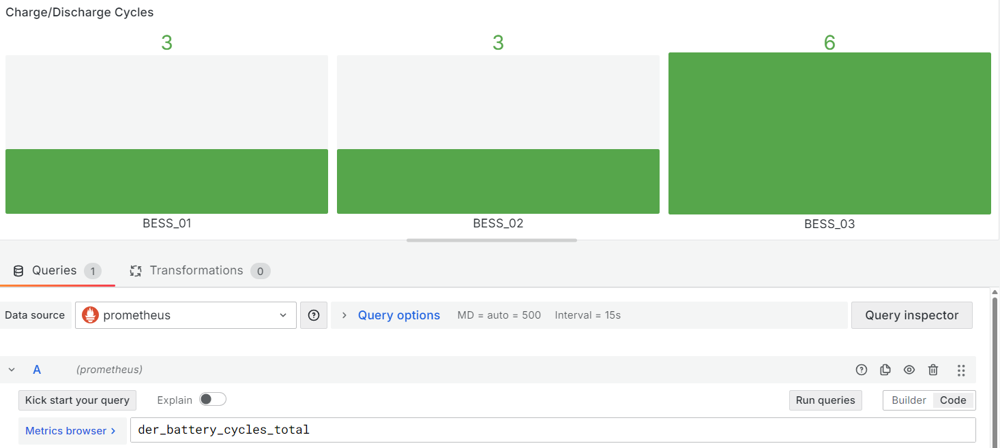 Charge/Discharge Cycles
3 3 6
BESS_01 BESS_02 BESS_03
Queries 1 Transformations 0
Data source prometheus ? > Query options MD = auto = 500 Interval = 15s Query inspector
A (prometheus)
Kick start your query Explain Run queries Builder Code
Metrics browser > der_battery_cycles_total